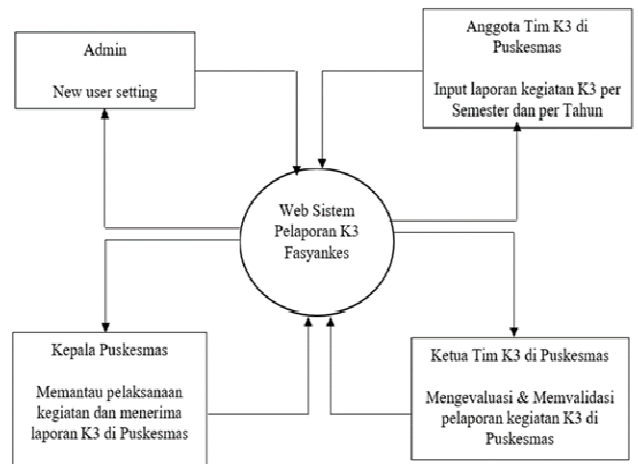 Admin
New user setting
Anggota Tim K3 di
Puskesmas
Input laporan kegiatan K3 per
Semester dan per Tahun
Web Sistem
Pelaporan K3
Fasyankes
Kepala Puskesmas
Memantau pelaksanaan
kegiatan dan menerima
laporan K3 di Puskesmas
Ketua Tim K3 di Puskesmas
Mengevaluasi & Memvalidasi
pelaporan kegiatan K3 di
Puskesmas